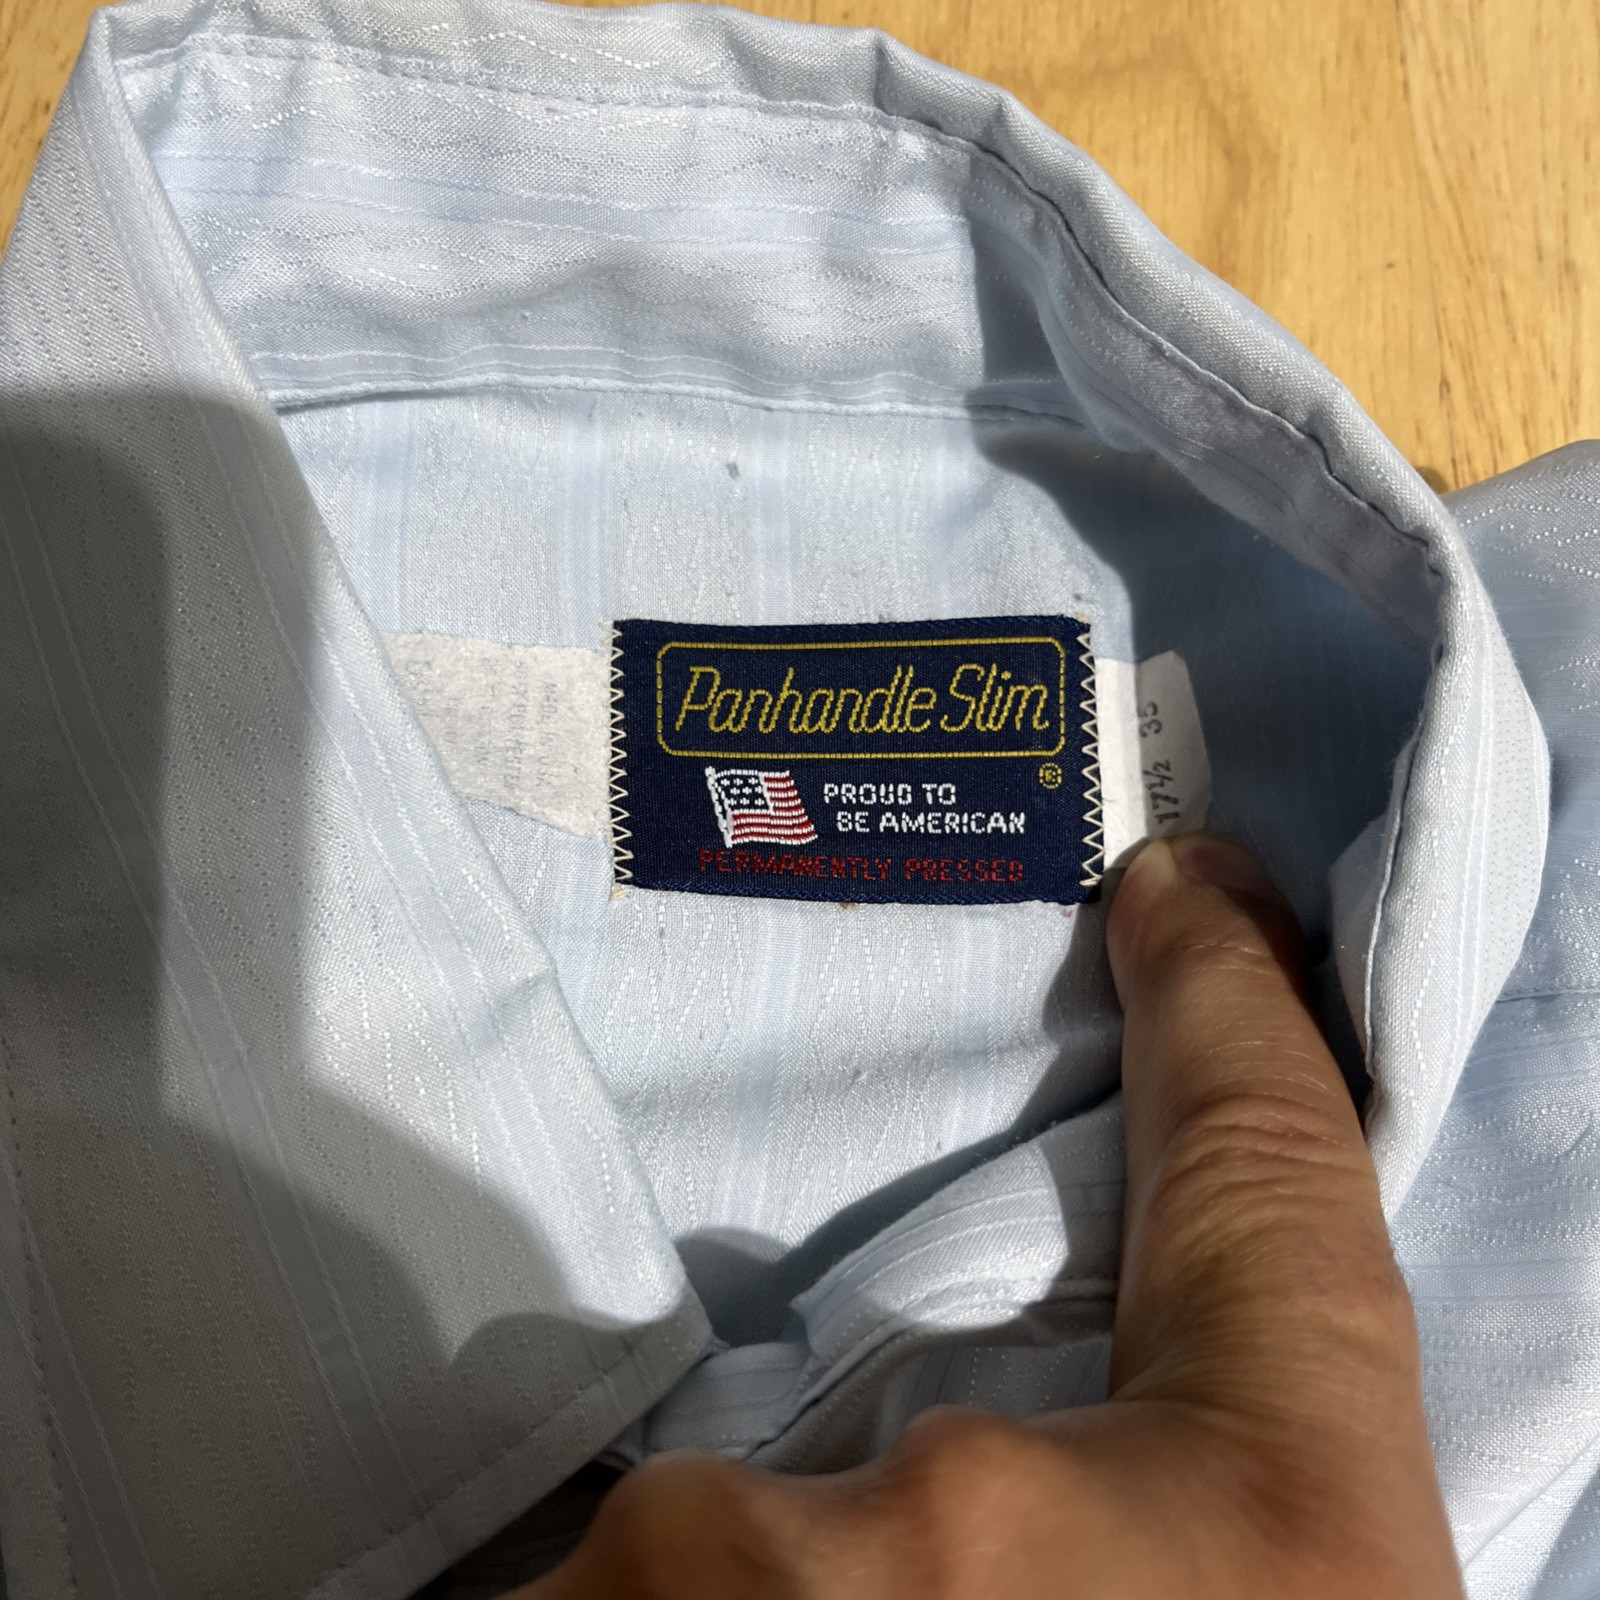 Panhandle Slim
®
PROUD TO
BE AMERICAN
PERMANENTLY PRESSED
17½ 35